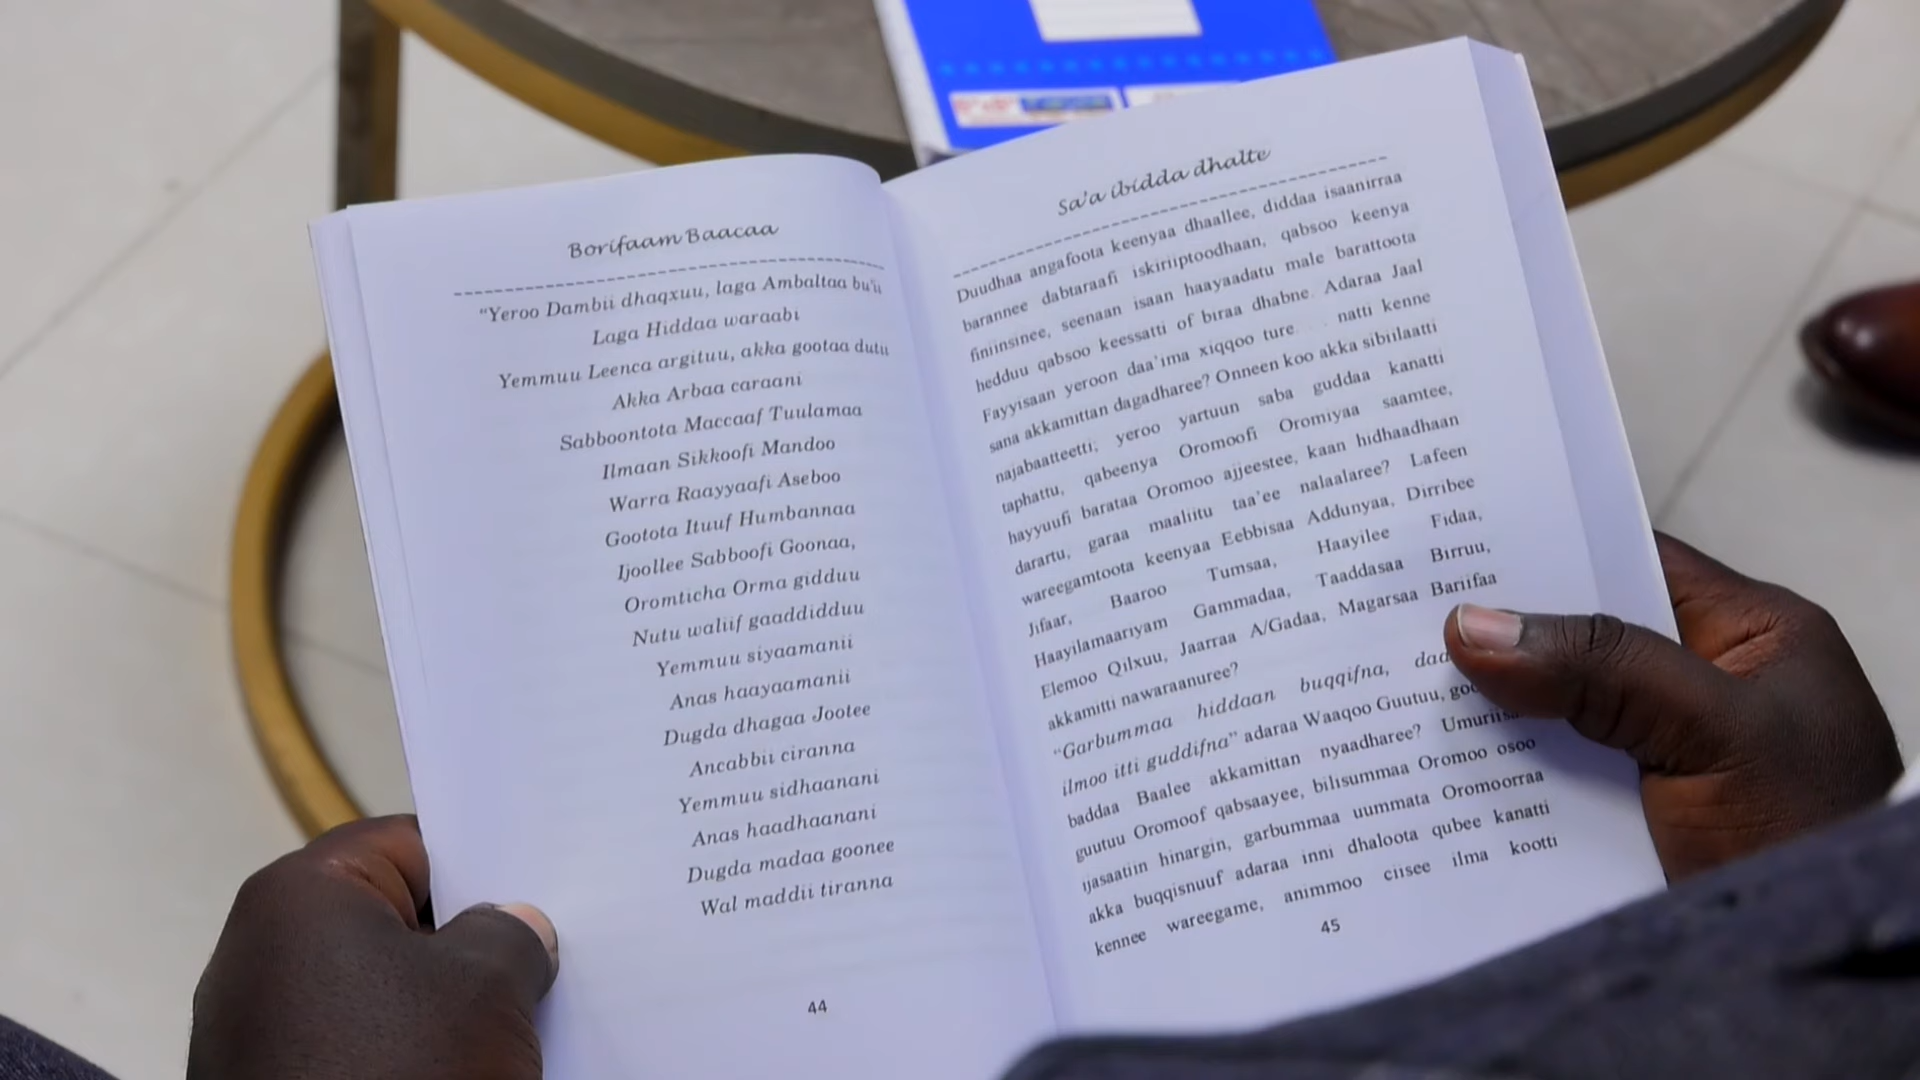 Borifaam Baacaa
“Yeroo Dambii dhaqxuu, laga Ambaltaa bu'ii
Laga Hiddaa waraabi
Yemmuu Leenca argituu, akka gootaa dutu
Akka Arbaa caraani
Sabboontota Maccaaf Tuulamaa
Ilmaan Sikkoofi Mandoo
Warra Raayyaafi Aseboo
Gootota Ituuf Humbannaa
Ijoollee Sabboofi Goonaa,
Oromticha Orma gidduu
Nutu waliif gaaddidduu
Yemmuu siyaamanii
Anas haayaamanii
Dugda dhagaa Jootee
Ancabbii ciranna
Yemmuu sidhaanani
Anas haadhaanani
Dugda madaa goonee
Wal maddii tiranna
44
Sa'a ibidda dhalte
Duudhaa angafoota keenyaa dhaallee, diddaa isaanirraa
barannee dabtaraafi iskiriiptoodhaan, qabsoo keenya
finiinsinee, seenaan isaan haayaadatu male barattoota
hedduu qabsoo keessatti of biraa dhabne. Adaraa Jaal
Fayyisaan yeroon daa’ima xiqqoo ture natti kenne
sana akkamittan dagadharee? Onneen koo akka sibiilaatti
najabaatteetti; yeroo yartuun saba guddaa kanatti
taphattu, qabeenya Oromoofi Oromiyaa saamtee,
hayyuufi barataa Oromoo ajjeestee, kaan hidhaadhaan
darartu, garaa maaliitu taa’ee nalaalaree? Lafeen
wareegamtoota keenyaa Eebbisaa Addunyaa, Dirribee
Jifaar, Baaroo Tumsaa, Haayilee Fidaa,
Haayilamaariyam Gammadaa, Taaddasaa Birruu,
Elemoo Qilxuu, Jaarraa A/Gadaa, Magarsaa Bariifaa
akkamitti nawaraanuree?
“Garbummaa hiddaan buqqifna,
ilmoo itti guddifna” adaraa Waaqoo Guutuu,
baddaa Baalee akkamittan nyaadharee?
guutuu Oromoof qabsaayee, bilisummaa Oromoo osoo
ijasaatiin hinargin, garbummaa uummata Oromoorraa
akka buqqisnuuf adaraa inni dhaloota qubee kanatti
kennee wareegame, animmoo ciisee ilma kootti
45